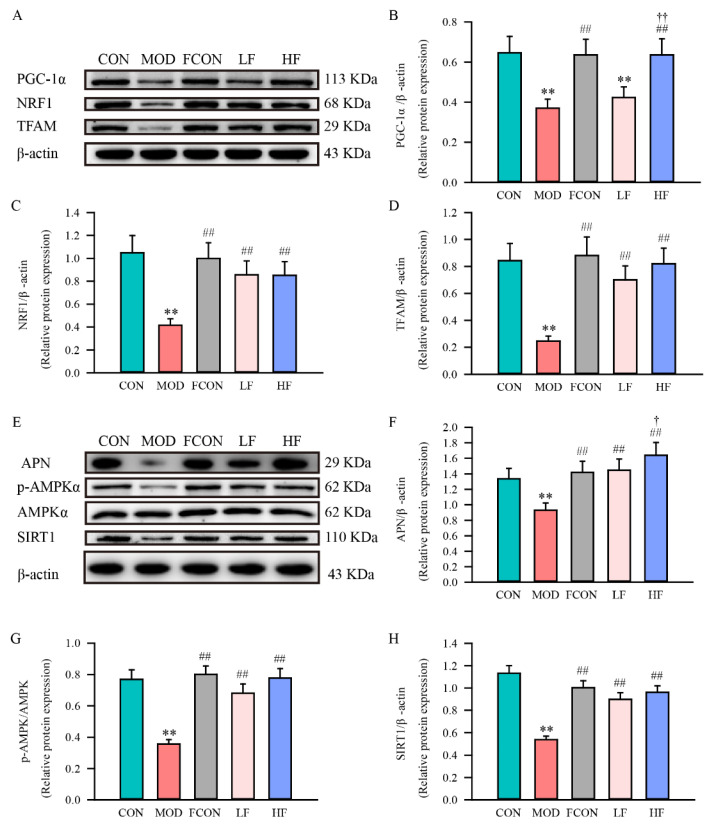 A
CON MOD FCON LF HF
PGC-1α 113 KDa
NRF1 68 KDa
TFAM 29 KDa
β-actin 43 KDa
B
PGC-1α /β -actin
(Relative protein expression)
0.8
0.6
0.4
0.2
0.0
** ## ** †† ##
CON MOD FCON LF HF
C
NRF1/β -actin
(Relative protein expression)
1.4
1.2
1.0
0.8
0.6
0.4
0.2
0.0
** ## ## ##
CON MOD FCON LF HF
D
TFAM/β -actin
(Relative protein expression)
1.2
1.0
0.8
0.6
0.4
0.2
0.0
** ## ## ##
CON MOD FCON LF HF
E
CON MOD FCON LF HF
APN 29 KDa
p-AMPKα 62 KDa
AMPKα 62 KDa
SIRT1 110 KDa
β-actin 43 KDa
F
APN/β -actin
(Relative protein expression)
2.0
1.8
1.6
1.4
1.2
1.0
0.8
0.6
0.4
0.2
0.0
** ## ## † ##
CON MOD FCON LF HF
G
p-AMPK/AMPK
(Relative protein expression)
1.0
0.8
0.6
0.4
0.2
0.0
** ## ## ##
CON MOD FCON LF HF
H
SIRT1/β -actin
(Relative protein expression)
1.4
1.2
1.0
0.8
0.6
0.4
0.2
0.0
** ## ## ##
CON MOD FCON LF HF